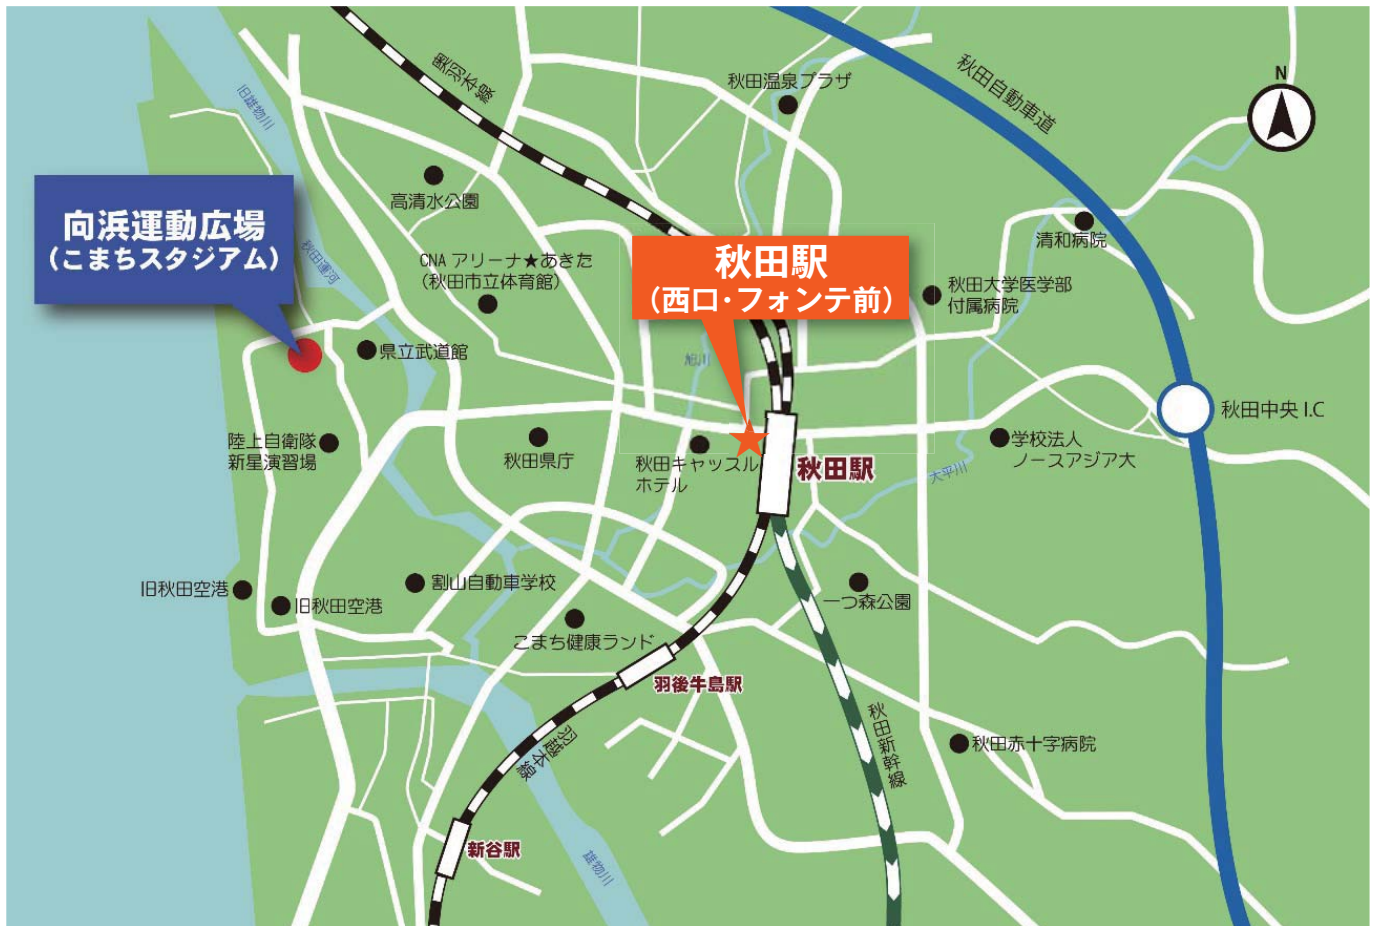 N
奥羽本線
旧雄物川
秋田温泉プラザ
秋田自動車道
高清水公園
向浜運動広場
（こまちスタジアム）
秋田運河
CNA アリーナ★あきた
（秋田市立体育館）
秋田駅
（西口・フォンテ前）
清和病院
秋田大学医学部
付属病院
県立武道館
旭川
陸上自衛隊
新星演習場
秋田県庁
秋田キャッスル
ホテル
秋田駅
大平川
学校法人
ノースアジア大
秋田中央 I.C
旧秋田空港
旧秋田空港
割山自動車学校
こまち健康ランド
一つ森公園
羽後牛島駅
羽越本線
秋田新幹線
秋田赤十字病院
新谷駅
雄物川